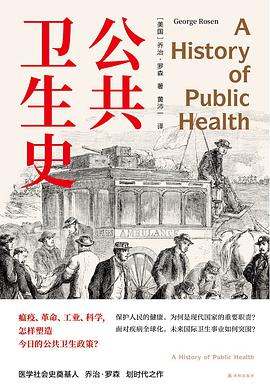 [美国] 乔治·罗森 著
黄沛一 译
公共
卫生史
George Rosen
A
History
of
Public
Health
AMBULANCE
瘟疫、革命、工业、科学,
怎样塑造
今日的公共卫生政策?
保护人民的健康,为何是现代国家的重要职责?
面对疾病全球化,未来国际卫生事业如何突围?
A History of Public Health
医学社会史奠基人 乔治·罗森 划时代之作
译林出版社